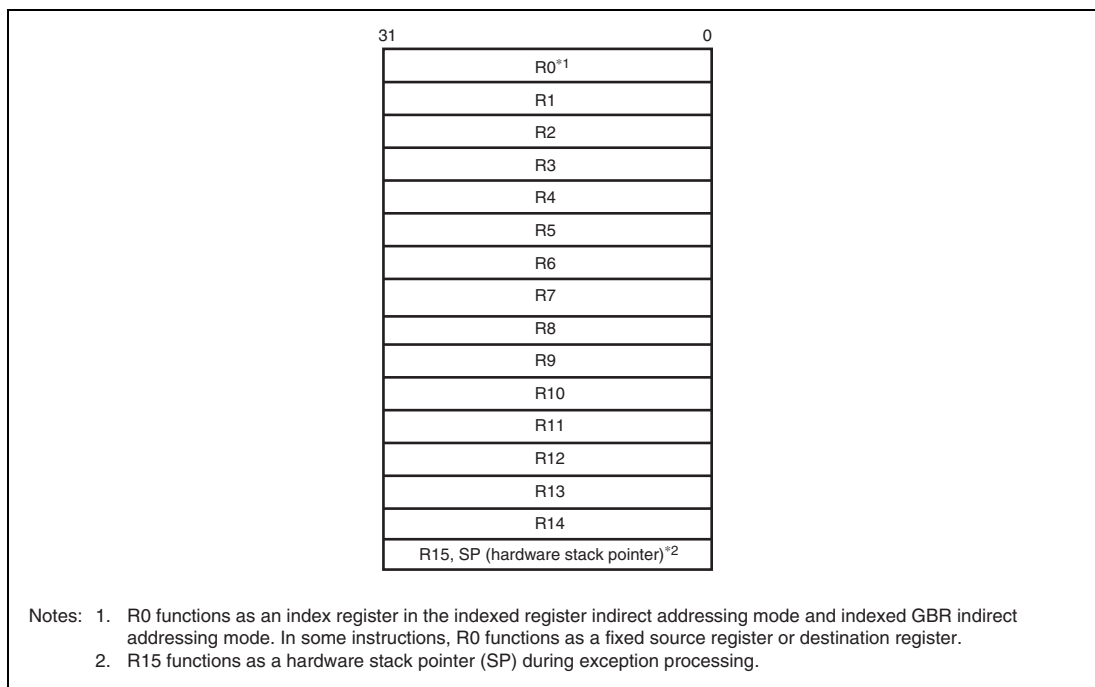 31 0
R0*1
R1
R2
R3
R4
R5
R6
R7
R8
R9
R10
R11
R12
R13
R14
R15, SP (hardware stack pointer)*2
Notes: 1. R0 functions as an index register in the indexed register indirect addressing mode and indexed GBR indirect
addressing mode. In some instructions, R0 functions as a fixed source register or destination register.
2. R15 functions as a hardware stack pointer (SP) during exception processing.